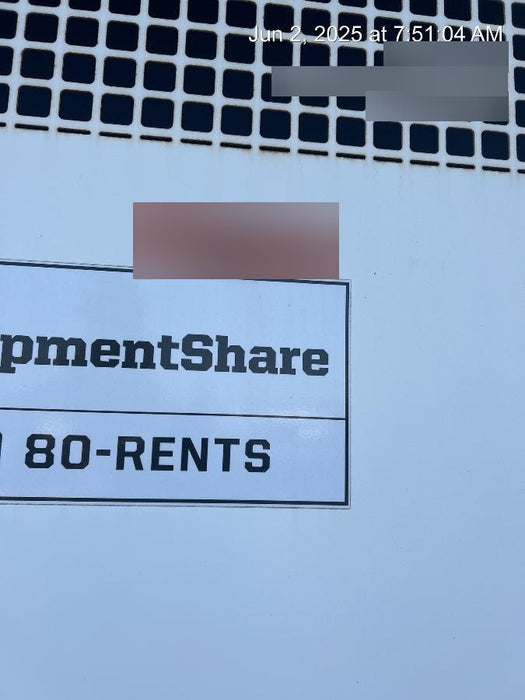 Jun 2, 2025 at 7:51:04 AM
pmentShare
80-RENTS